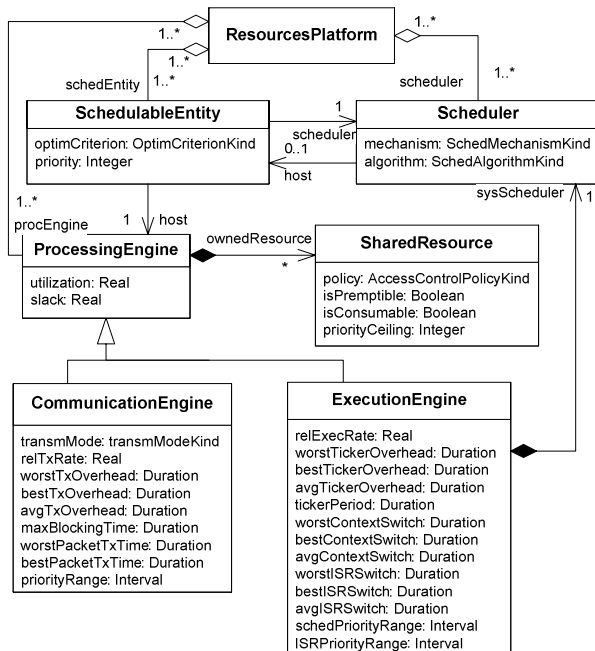 ResourcesPlatform
1..*
1..*
1..*
schedEntity
1..*
scheduler
1..*
SchedulableEntity
optimCriterion: OptimCriterionKind
priority: Integer
1
scheduler
0..1
host
Scheduler
mechanism: SchedMechanismKind
algorithm: SchedAlgorithmKind
sysScheduler
1
1..*
procEngine
1
host
ProcessingEngine
utilization: Real
slack: Real
ownedResource
*
SharedResource
policy: AccessControlPolicyKind
isPremptible: Boolean
isConsumable: Boolean
priorityCeiling: Integer
CommunicationEngine
transmMode: transmModeKind
relTxRate: Real
worstTxOverhead: Duration
bestTxOverhead: Duration
avgTxOverhead: Duration
maxBlockingTime: Duration
worstPacketTxTime: Duration
bestPacketTxTime: Duration
priorityRange: Interval
ExecutionEngine
relExecRate: Real
worstTickerOverhead: Duration
bestTickerOverhead: Duration
avgTickerOverhead: Duration
tickerPeriod: Duration
worstContextSwitch: Duration
bestContextSwitch: Duration
avgContextSwitch: Duration
worstISRSwitch: Duration
bestISRSwitch: Duration
avgISRSwitch: Duration
schedPriorityRange: Interval
ISRPriorityRange: Interval